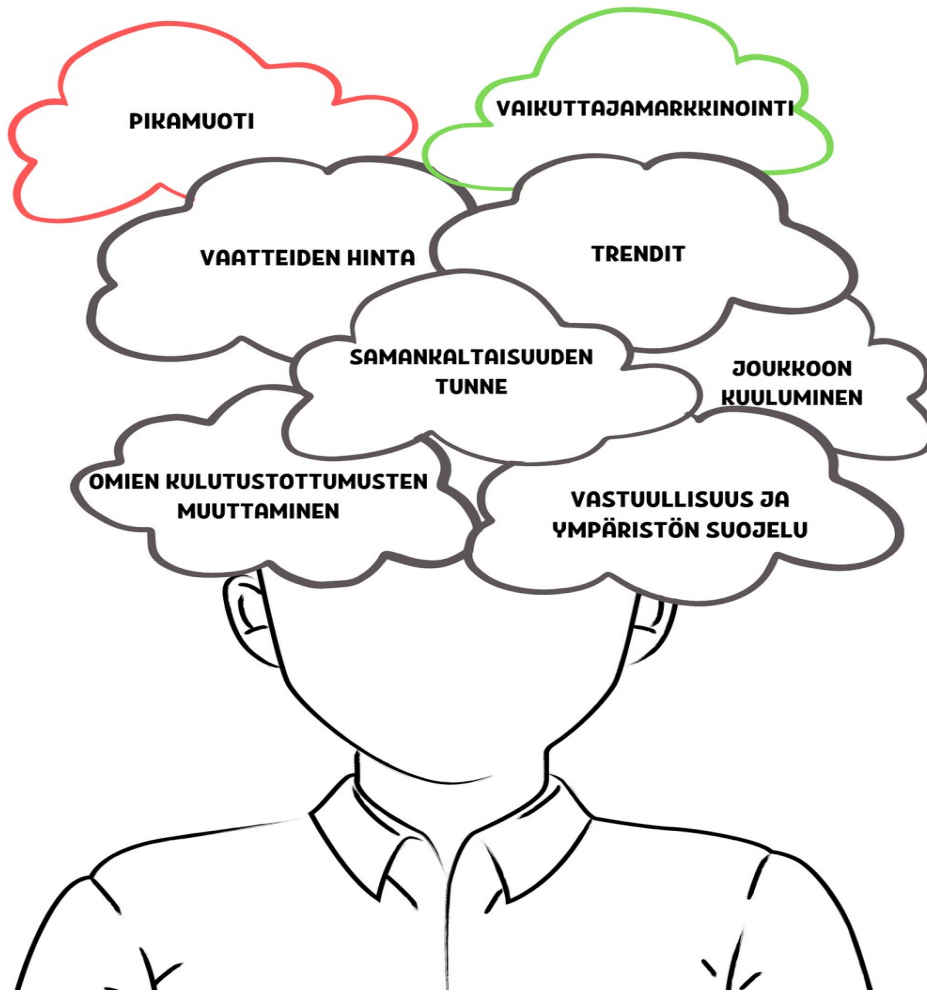 PIKAMUOTI
VAIKUTTAJAMARKKINOINTI
VAATTEIDEN HINTA
TRENDIT
SAMANKALTAISUUDEN
TUNNE
JOUKKOON
KUULUMINEN
OMIEN KULUTUSTOTTUMUSTEN
MUUTTAMINEN
VASTUULLISUUS JA
YMPÄRISTÖN SUOJELU